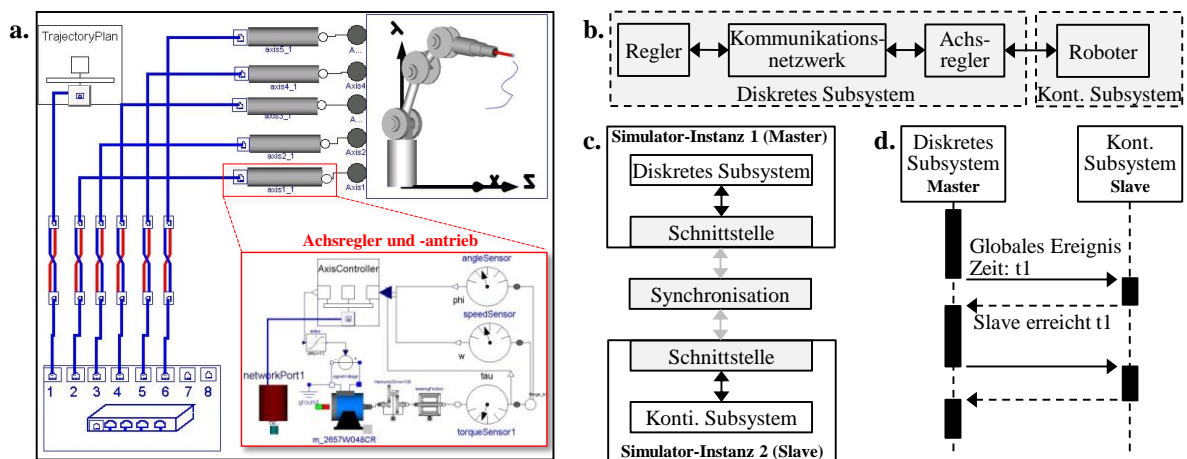 a.
TrajectoryPlan
axis5_1
A...
axis4_1
Axis4
axis3_1
A...
axis2_1
Axis2
axis1_1
Axis1
Y
X
Z
1 2 3 4 5 6 7 8
Achsregler und -antrieb
AxisController
angleSensor
phi
speedSensor
w
networkPort1
signalVoltage
ground
tau
m_2657W048CR
torqueSensor1
b.
Regler
Kommunikations-
netzwerk
Achs-
regler
Roboter
Diskretes Subsystem
Kont. Subsystem
c.
Simulator-Instanz 1 (Master)
Diskretes Subsystem
Schnittstelle
Synchronisation
Schnittstelle
Konti. Subsystem
Simulator-Instanz 2 (Slave)
d.
Diskretes
Subsystem
Master
Kont.
Subsystem
Slave
Globales Ereignis
Zeit: t1
Slave erreicht t1